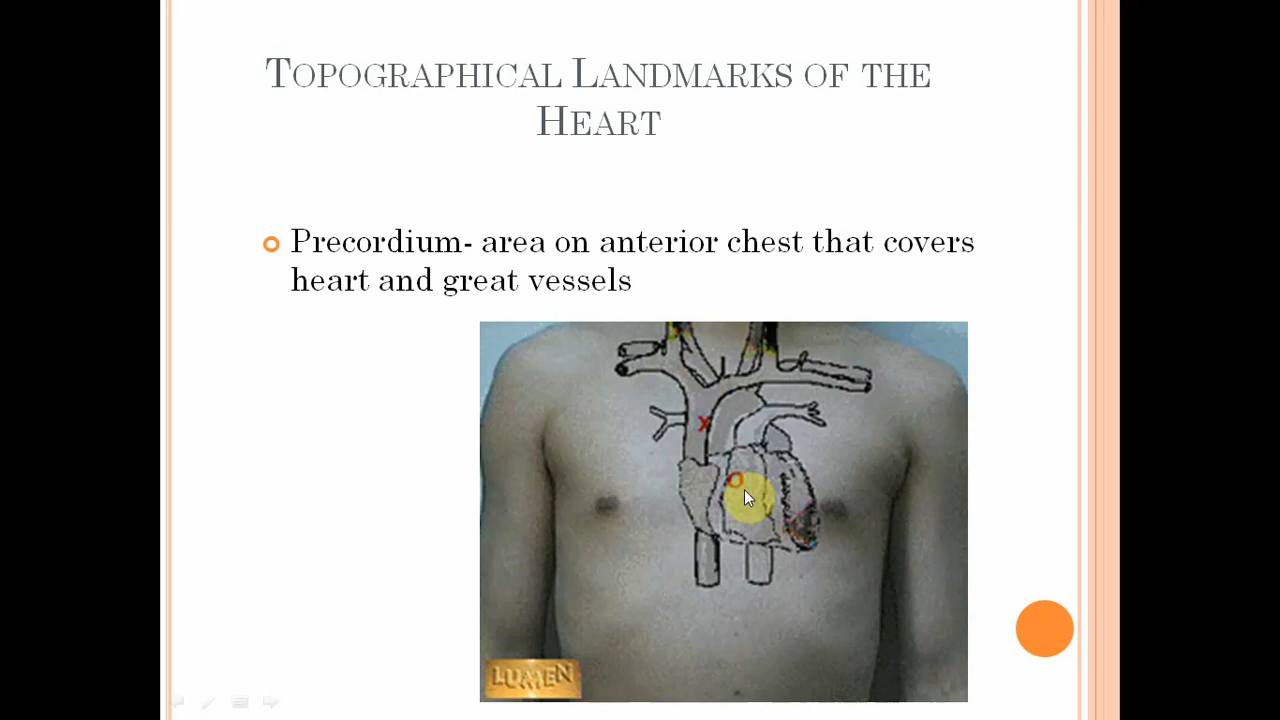 TOPOGRAPHICAL LANDMARKS OF THE
HEART
Precordium- area on anterior chest that covers
heart and great vessels
X
LUMEN